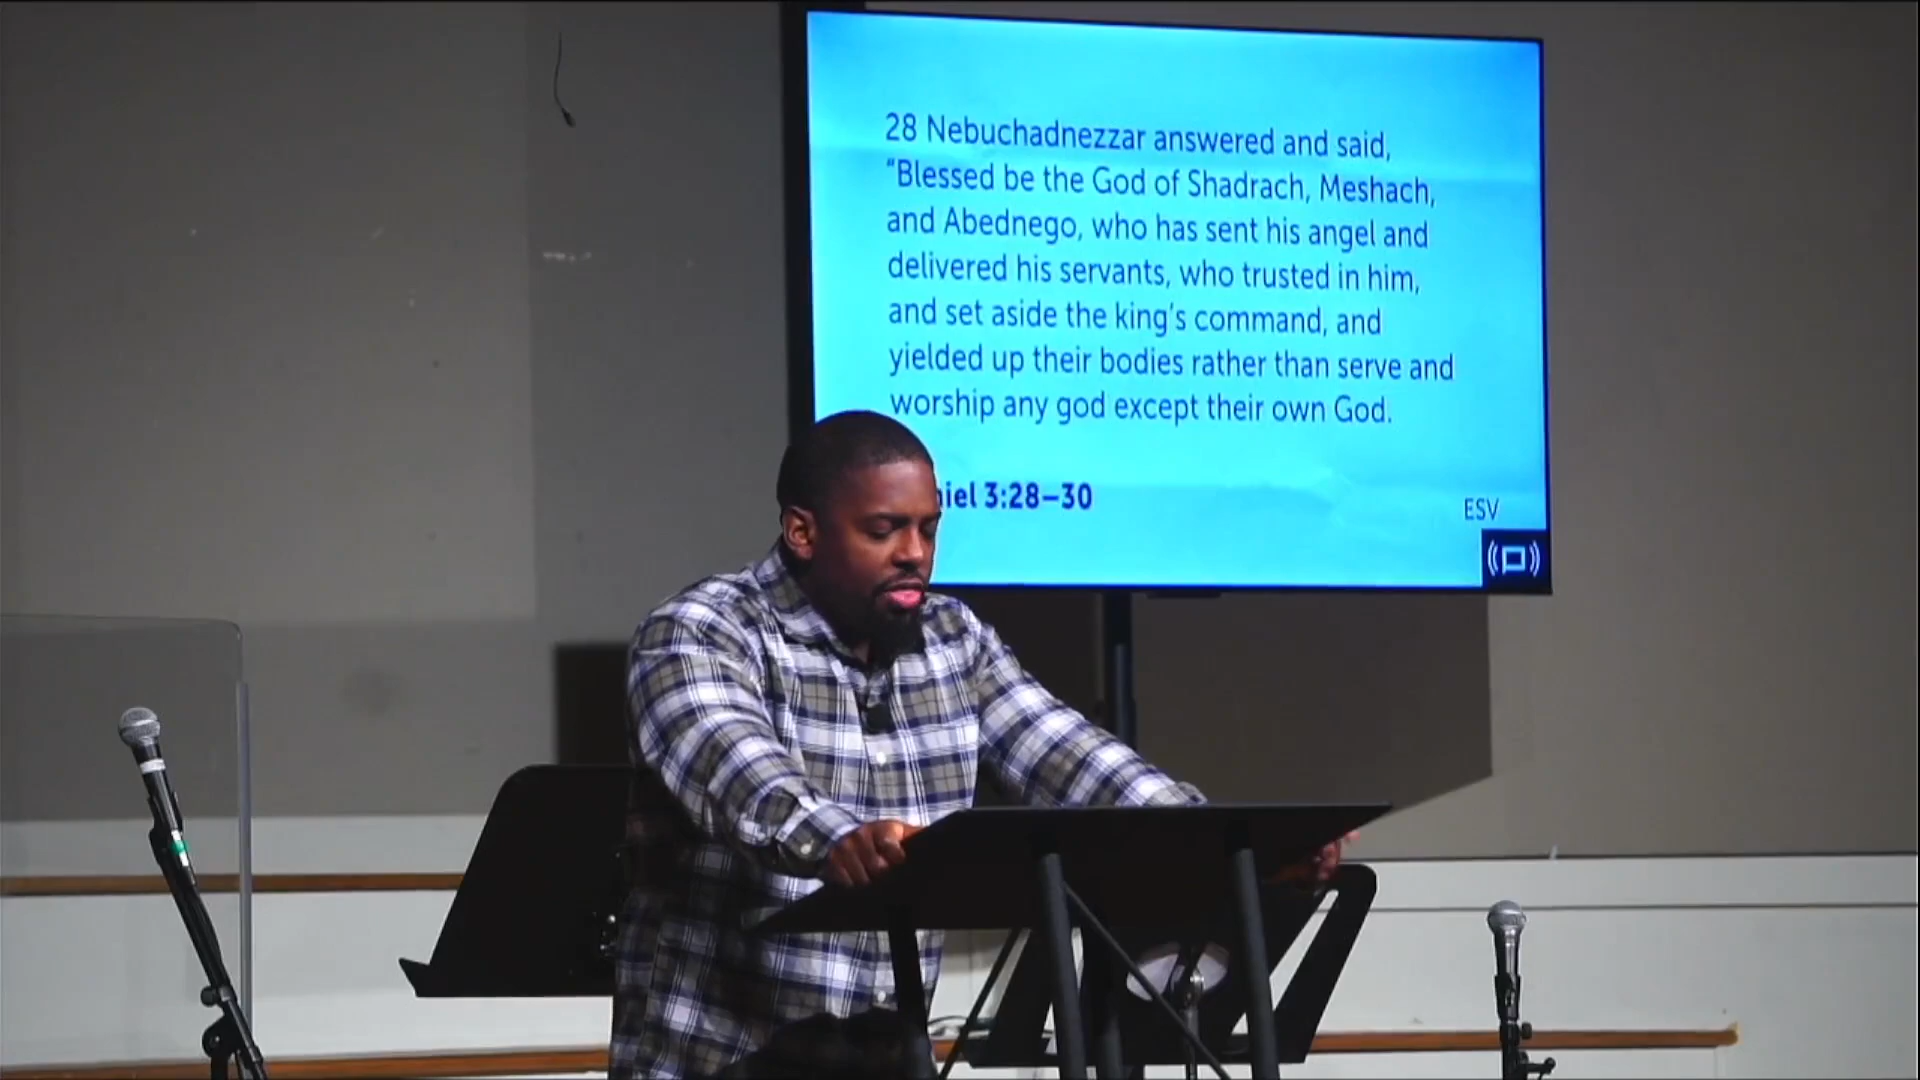 28 Nebuchadnezzar answered and said,
“Blessed be the God of Shadrach, Meshach,
and Abednego, who has sent his angel and
delivered his servants, who trusted in him,
and set aside the king’s command, and
yielded up their bodies rather than serve and
worship any god except their own God.
3:28–30
ESV